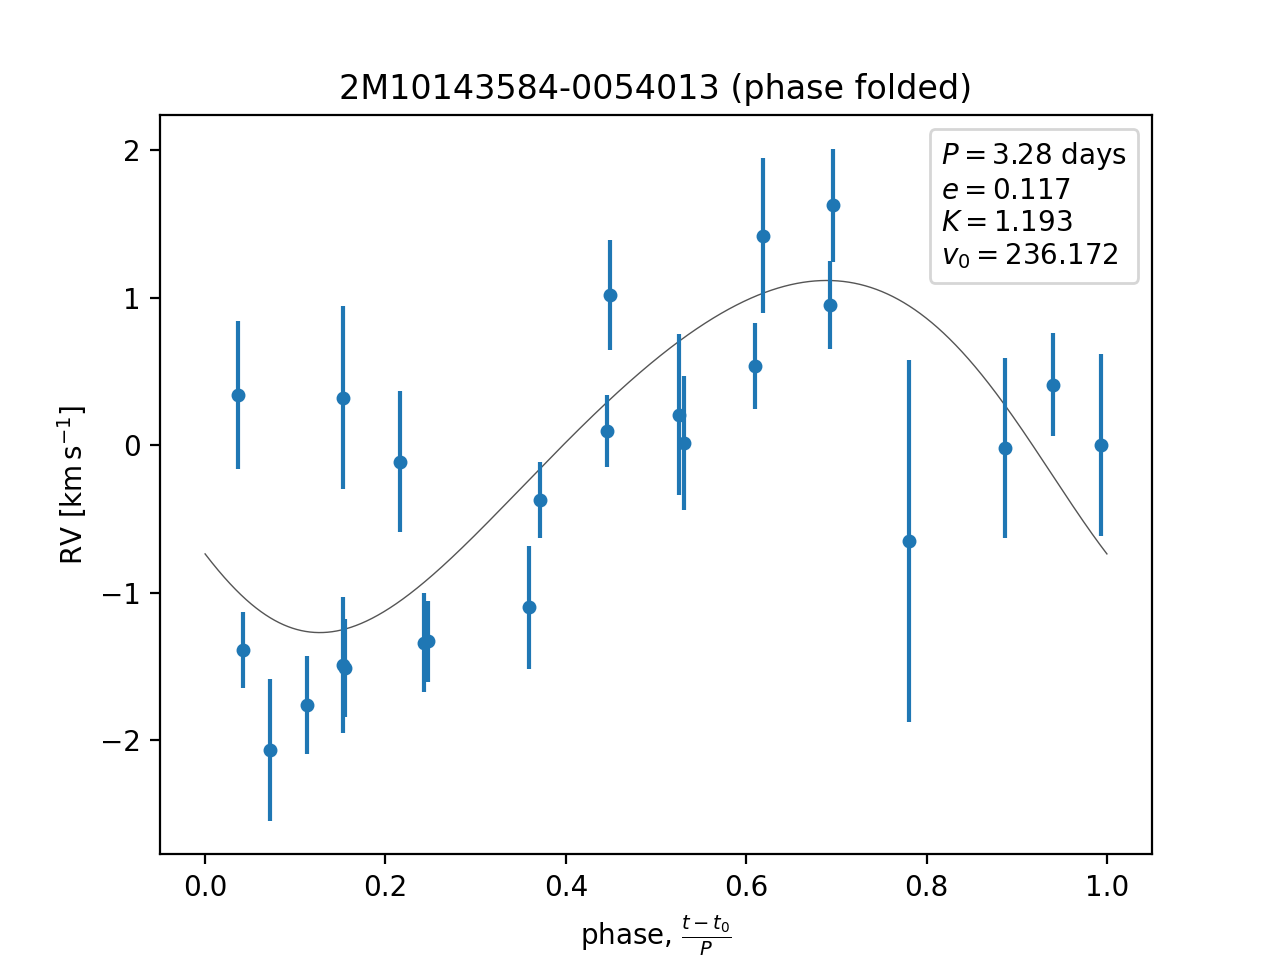 2M10143584-0054013 (phase folded)
P = 3.28 days
e = 0.117
K = 1.193
v₀ = 236.172
2
1
0
−1
−2
RV [km s⁻¹]
0.0 0.2 0.4 0.6 0.8 1.0
phase, (t − t₀)/P